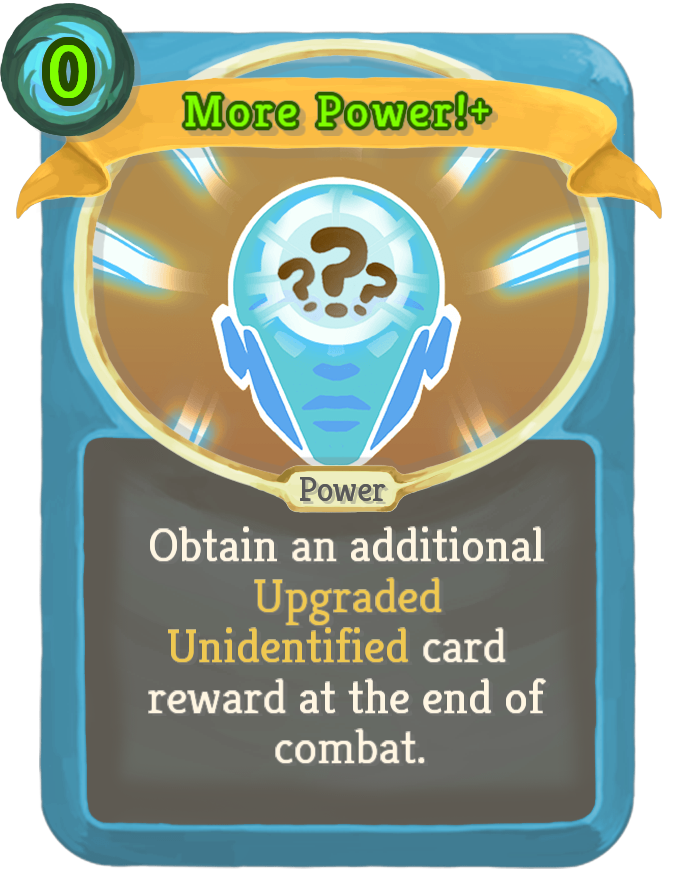 0
More Power!+
???
Power
Obtain an additional
Upgraded
Unidentified card
reward at the end of
combat.